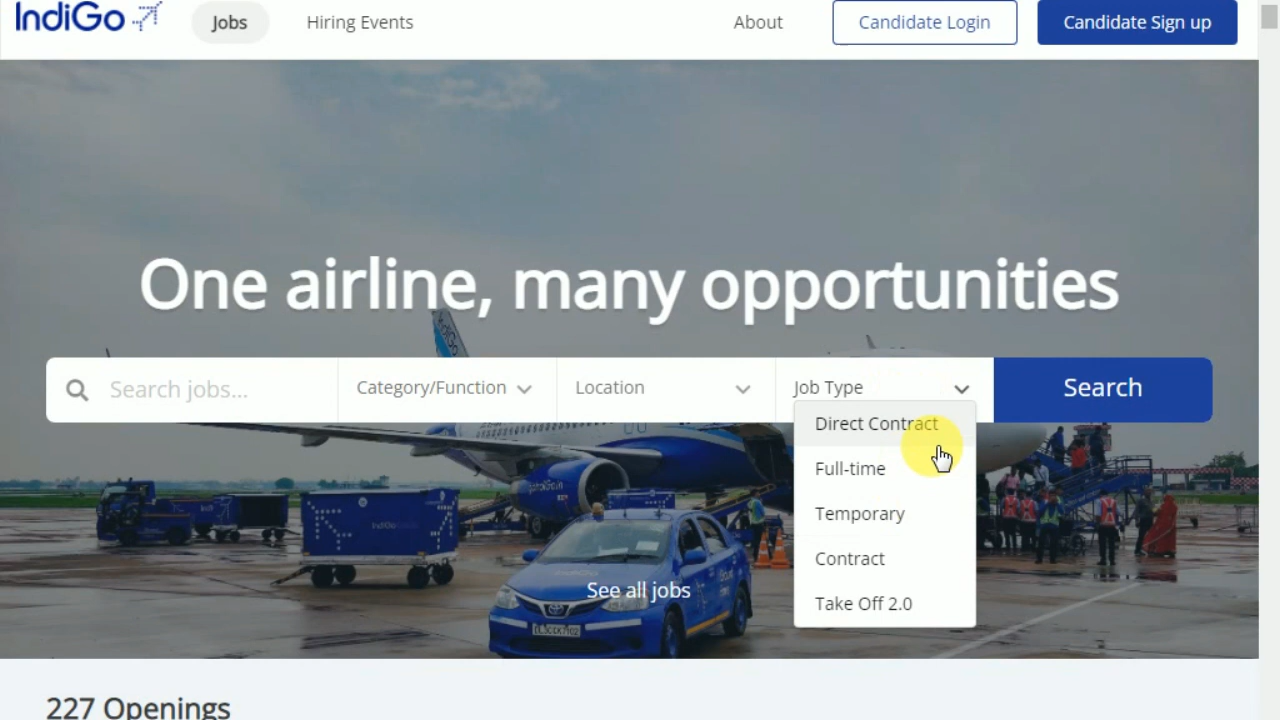 IndiGo
Jobs
Hiring Events
About
Candidate Login
Candidate Sign up
One airline, many opportunities
Search jobs...
Category/Function
Location
Job Type
Search
Direct Contract
Full-time
Temporary
Contract
Take Off 2.0
IndiGo
See all jobs
227 Openings